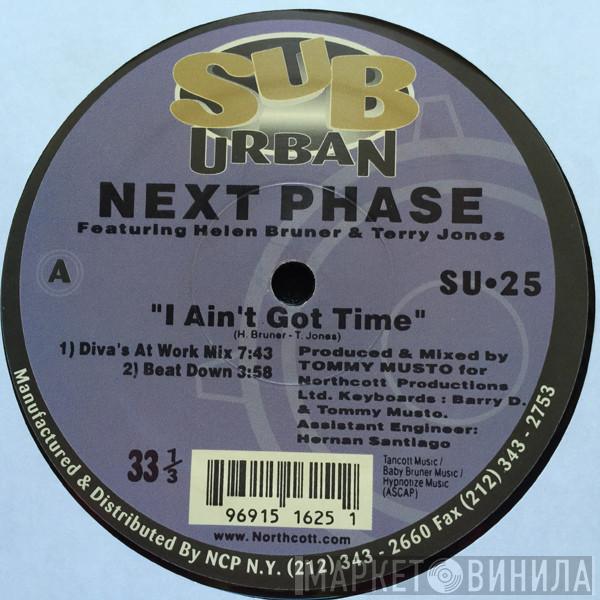 SUB
URBAN
NEXT PHASE
Featuring Helen Bruner & Terry Jones
A
SU•25
"I Ain't Got Time"
(H. Bruner - T. Jones)
1) Diva's At Work Mix 7:43
2) Beat Down 3:58
Produced & Mixed by
TOMMY MUSTO for
Northcott Productions
Ltd. Keyboards : Barry D.
& Tommy Musto.
Assistant Engineer:
Hernan Santiago
33 1/3
96915 1625 1
www.Northcott.com
Tancott Music /
Baby Bruner Music /
Hypnotize Music
(ASCAP)
Manufactured & Distributed By NCP N.Y. (212) 343 - 2660 Fax (212) 343 - 2753
МАРКЕТ ВИНИЛА